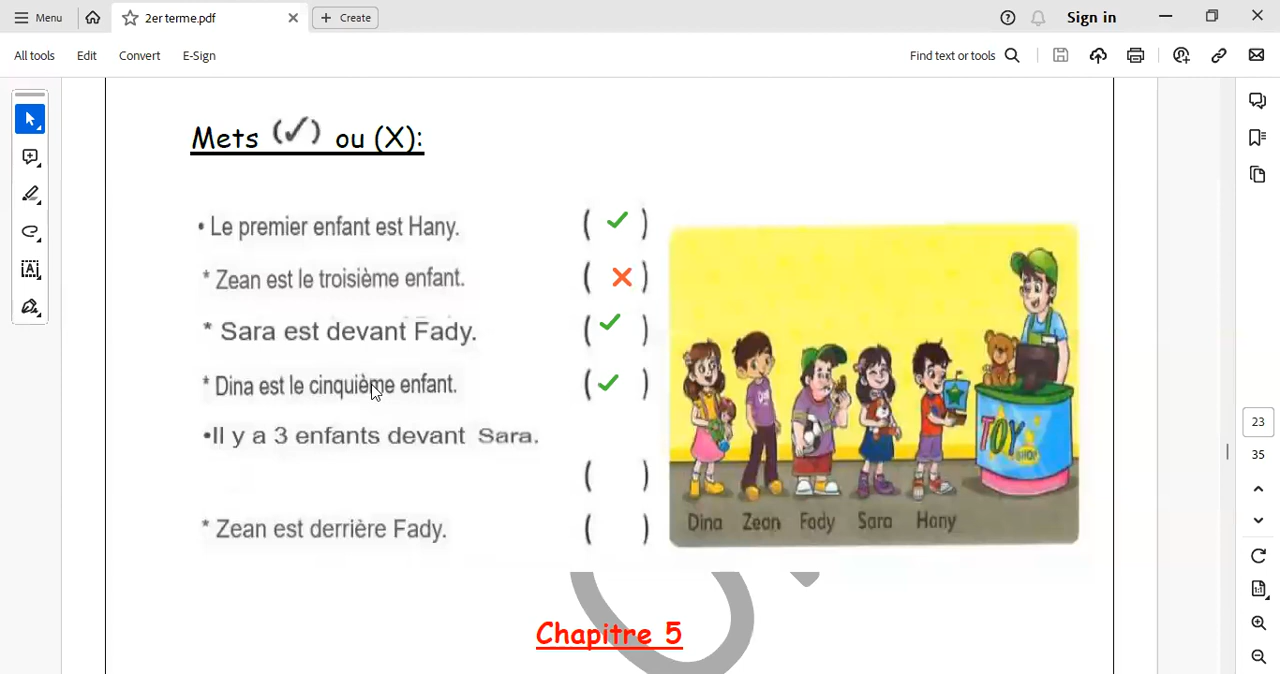 Menu
2er terme.pdf
Create
Sign in
All tools
Edit
Convert
E-Sign
Find text or tools
Mets (✓) ou (X):
• Le premier enfant est Hany. ( ✓ )
* Zean est le troisième enfant. ( X )
* Sara est devant Fady. ( ✓ )
* Dina est le cinquième enfant. ( ✓ )
•Il y a 3 enfants devant Sara.
( )
* Zean est derrière Fady. ( )
TOY
SHOP
Dina Zean Fady Sara Hany
Chapitre 5
23
35